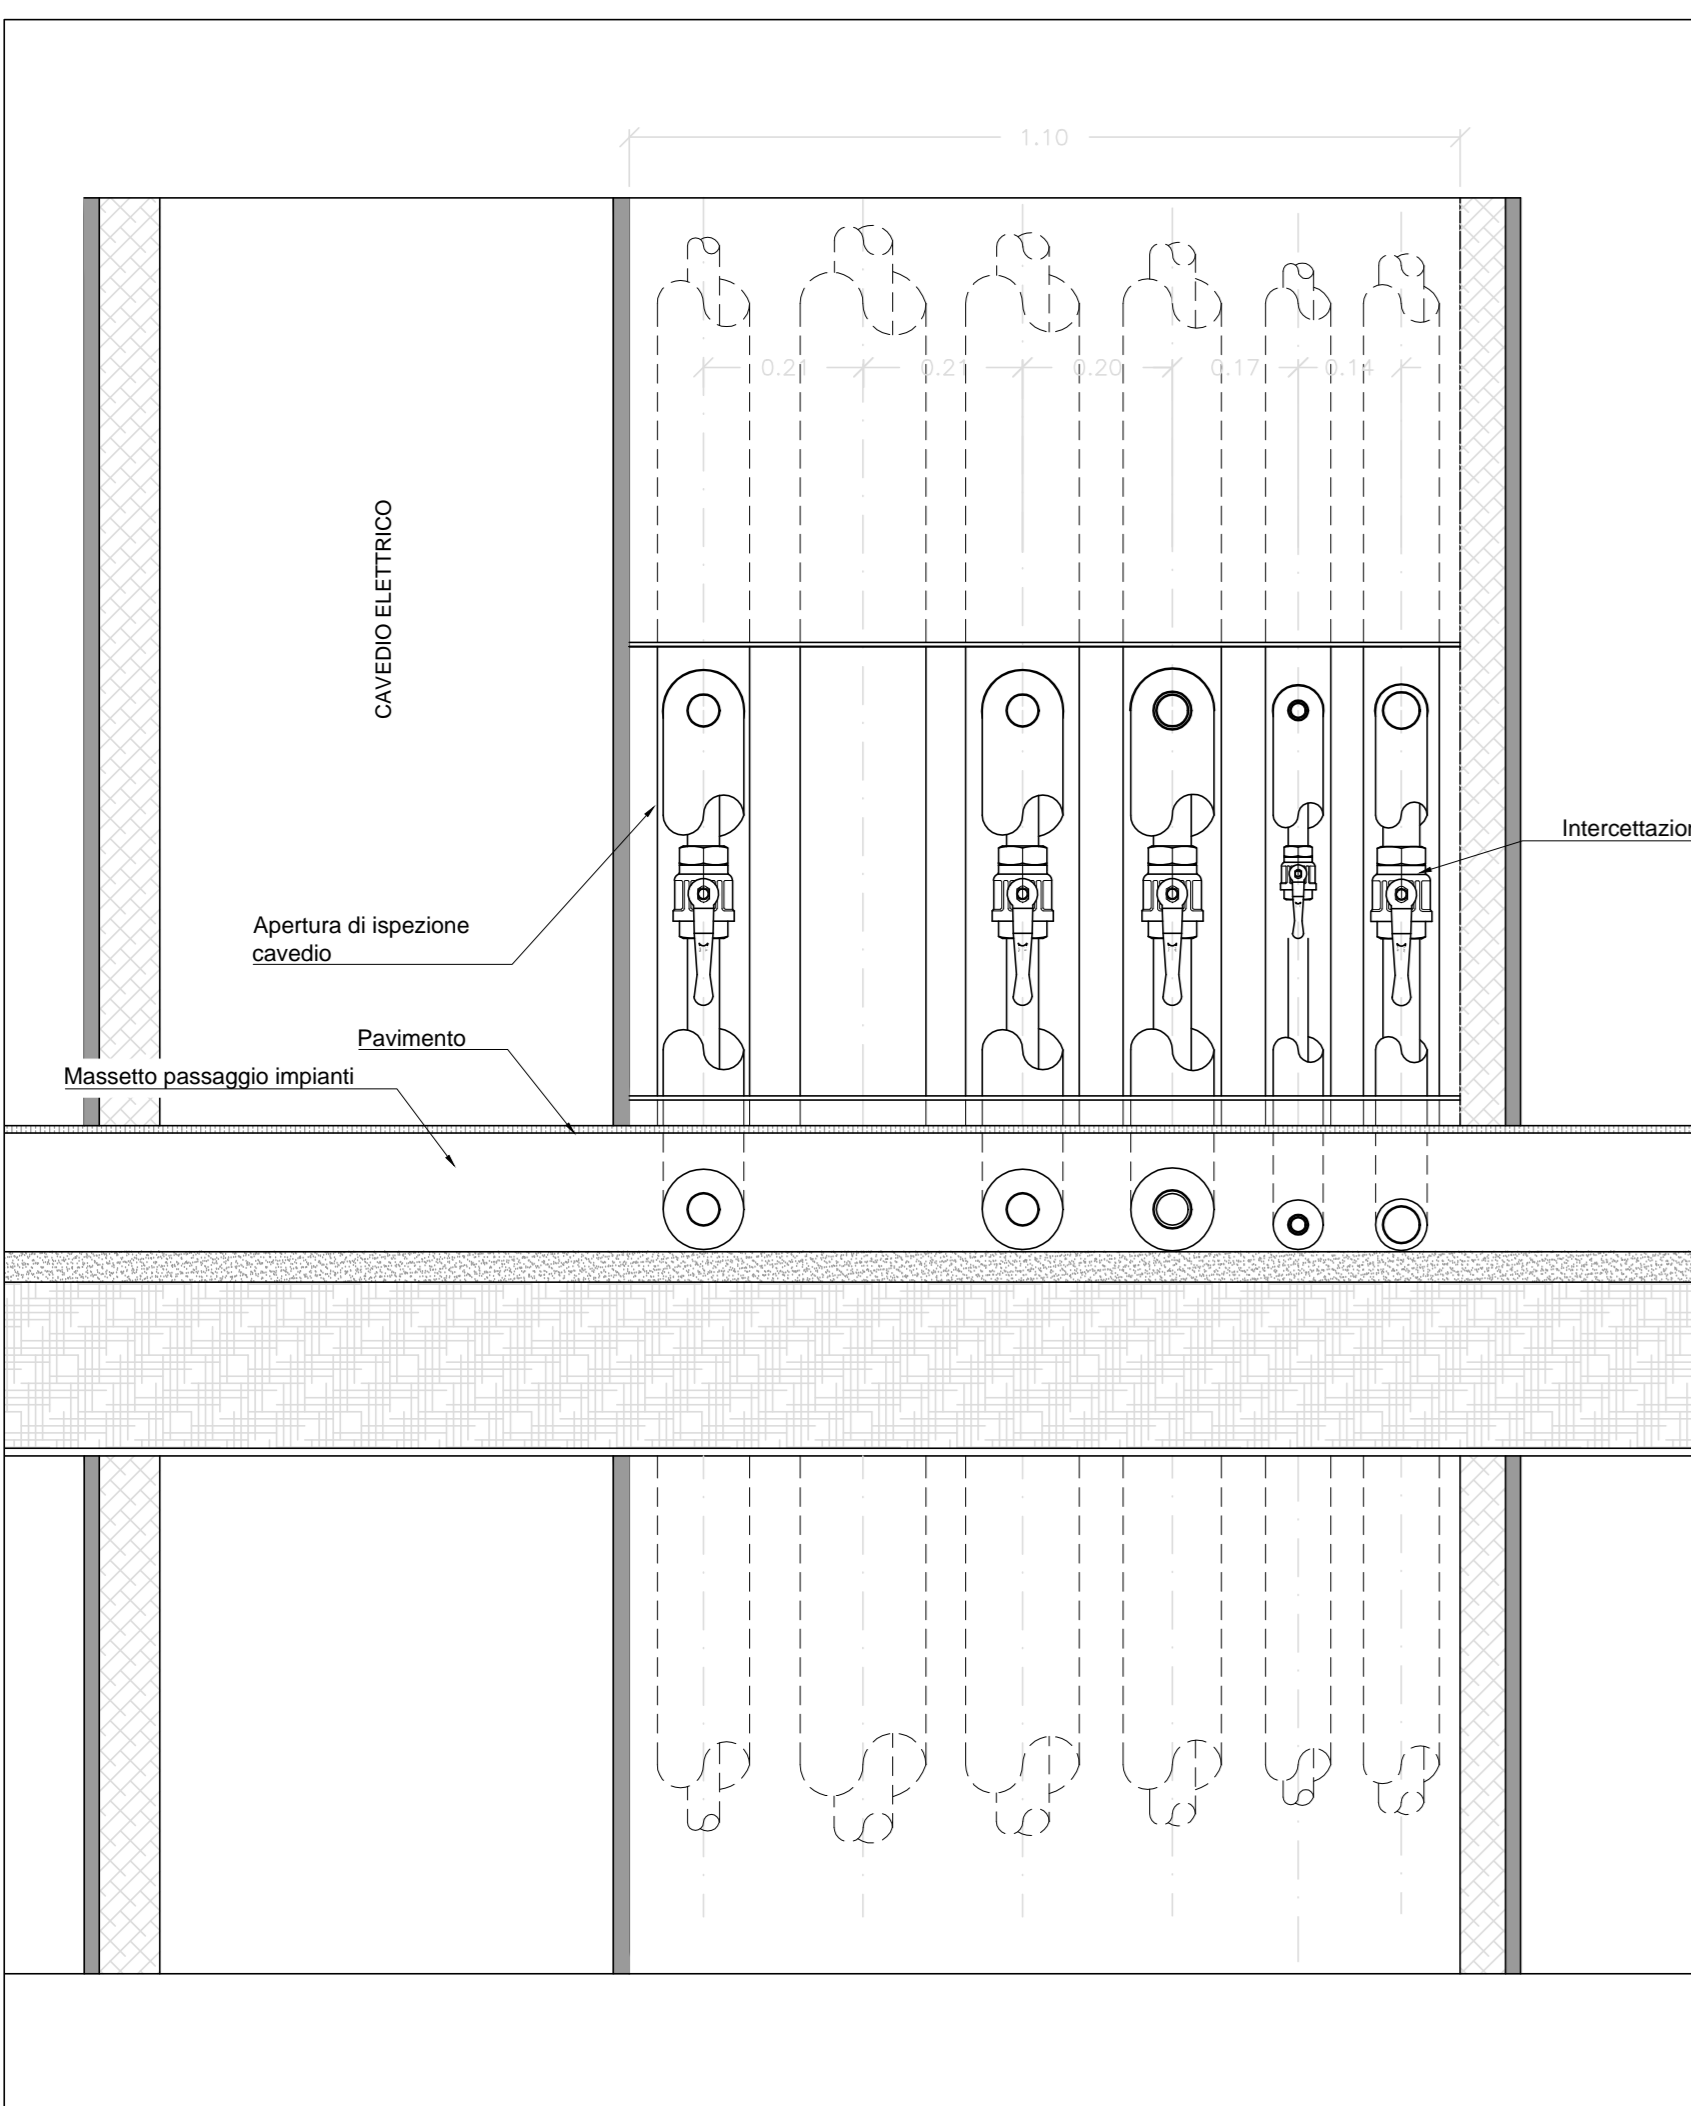 1.10
0.21
0.21
0.20
0.17
0.14
CAVEDIO ELETTRICO
Intercettazion
Apertura di ispezione
cavedio
Pavimento
Massetto passaggio impianti